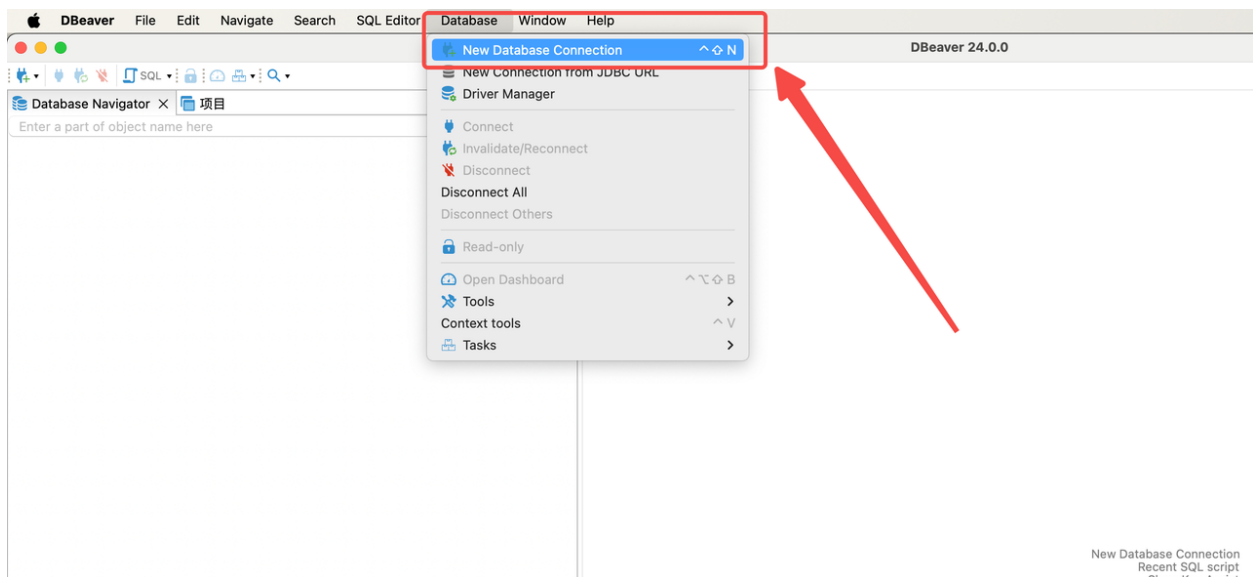 DBeaver File Edit Navigate Search SQL Editor Database Window Help
DBeaver 24.0.0
SQL
Database Navigator
项目
Enter a part of object name here
New Database Connection ^⇧N
New Connection from JDBC URL
Driver Manager
Connect
Invalidate/Reconnect
Disconnect
Disconnect All
Disconnect Others
Read-only
Open Dashboard ^⌥⇧B
Tools
Context tools ^V
Tasks
New Database Connection
Recent SQL script